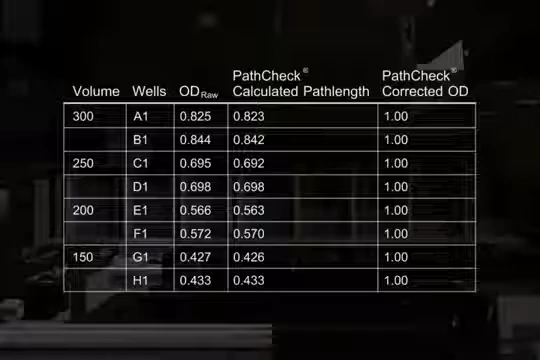 Volume Wells OD Raw PathCheck® Calculated Pathlength PathCheck® Corrected OD
300 A1 0.825 0.823 1.00
B1 0.844 0.842 1.00
250 C1 0.695 0.692 1.00
D1 0.698 0.698 1.00
200 E1 0.566 0.563 1.00
F1 0.572 0.570 1.00
150 G1 0.427 0.426 1.00
H1 0.433 0.433 1.00